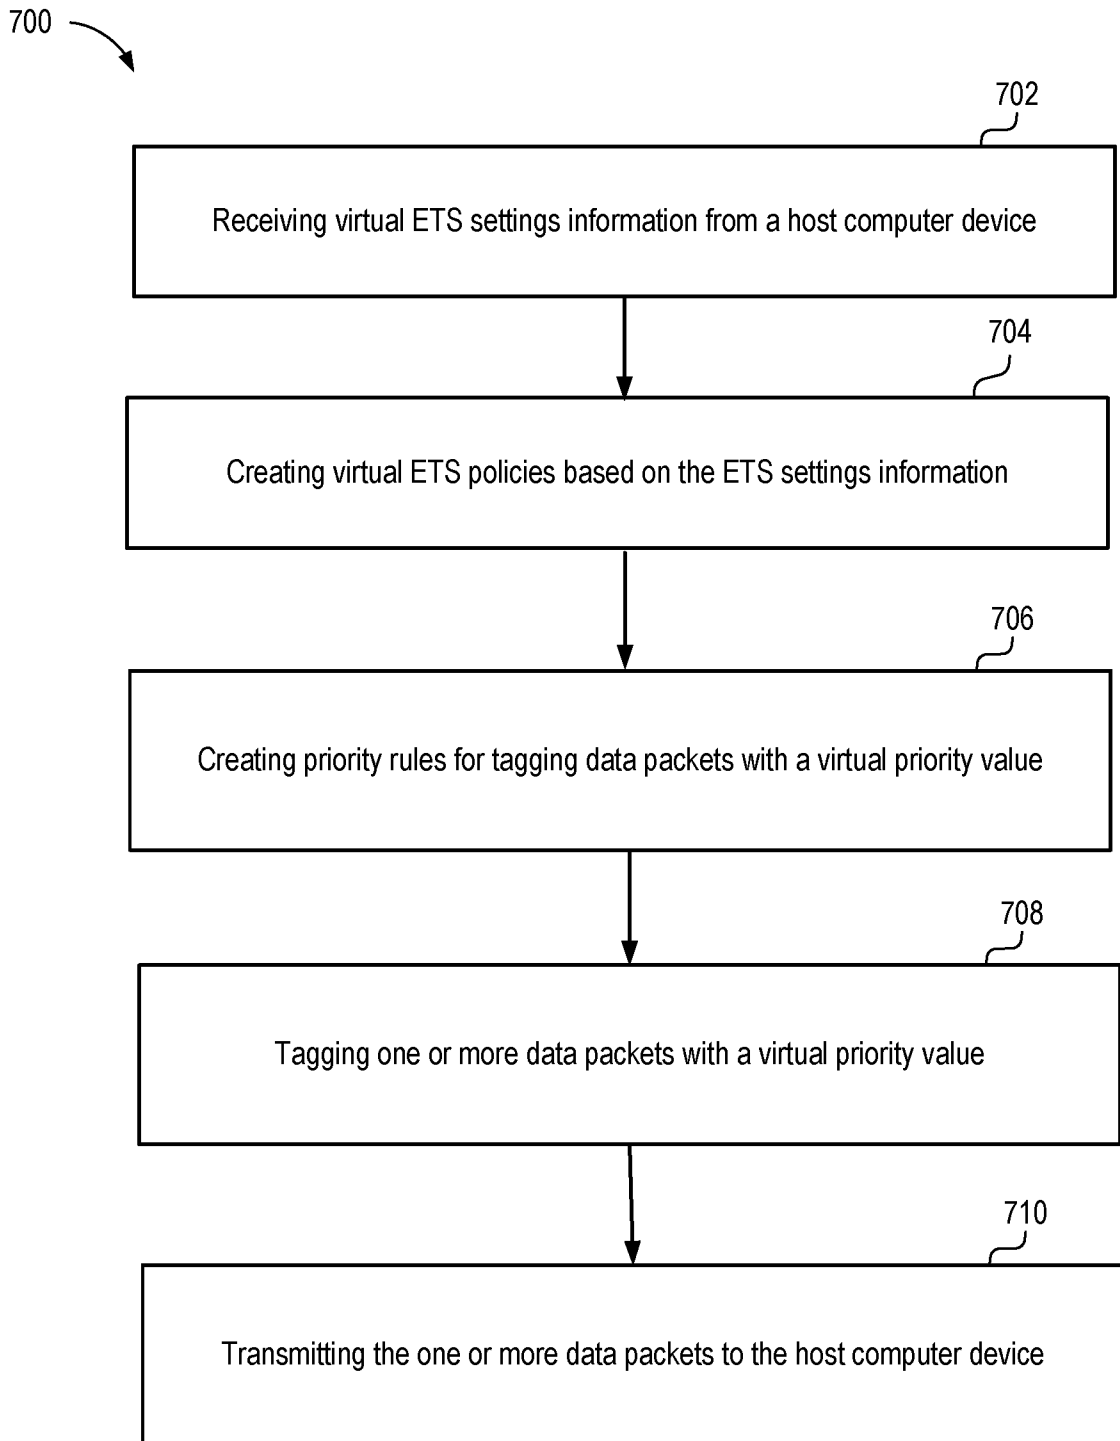 700
702
Receiving virtual ETS settings information from a host computer device
704
Creating virtual ETS policies based on the ETS settings information
706
Creating priority rules for tagging data packets with a virtual priority value
708
Tagging one or more data packets with a virtual priority value
710
Transmitting the one or more data packets to the host computer device